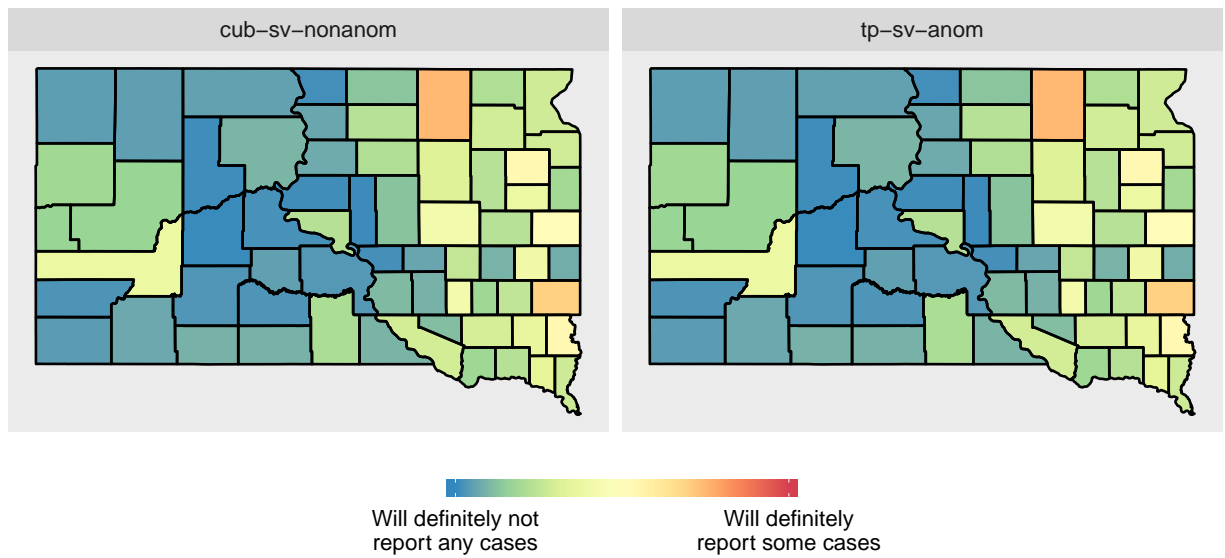 cub−sv−nonanom
tp−sv−anom
Will definitely not
report any cases
Will definitely
report some cases